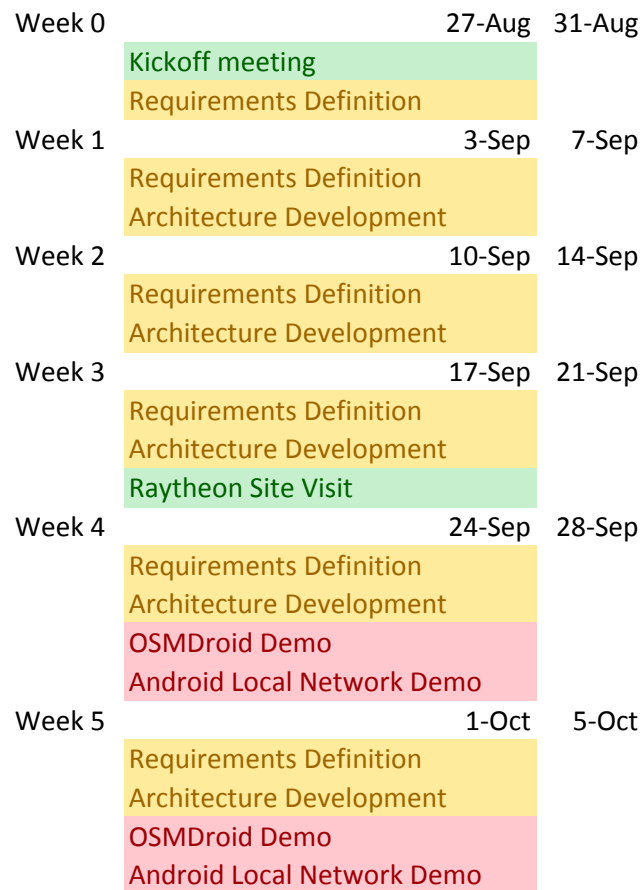 Week 0 27-Aug 31-Aug
Kickoff meeting
Requirements Definition
Week 1 3-Sep 7-Sep
Requirements Definition
Architecture Development
Week 2 10-Sep 14-Sep
Requirements Definition
Architecture Development
Week 3 17-Sep 21-Sep
Requirements Definition
Architecture Development
Raytheon Site Visit
Week 4 24-Sep 28-Sep
Requirements Definition
Architecture Development
OSMDroid Demo
Android Local Network Demo
Week 5 1-Oct 5-Oct
Requirements Definition
Architecture Development
OSMDroid Demo
Android Local Network Demo